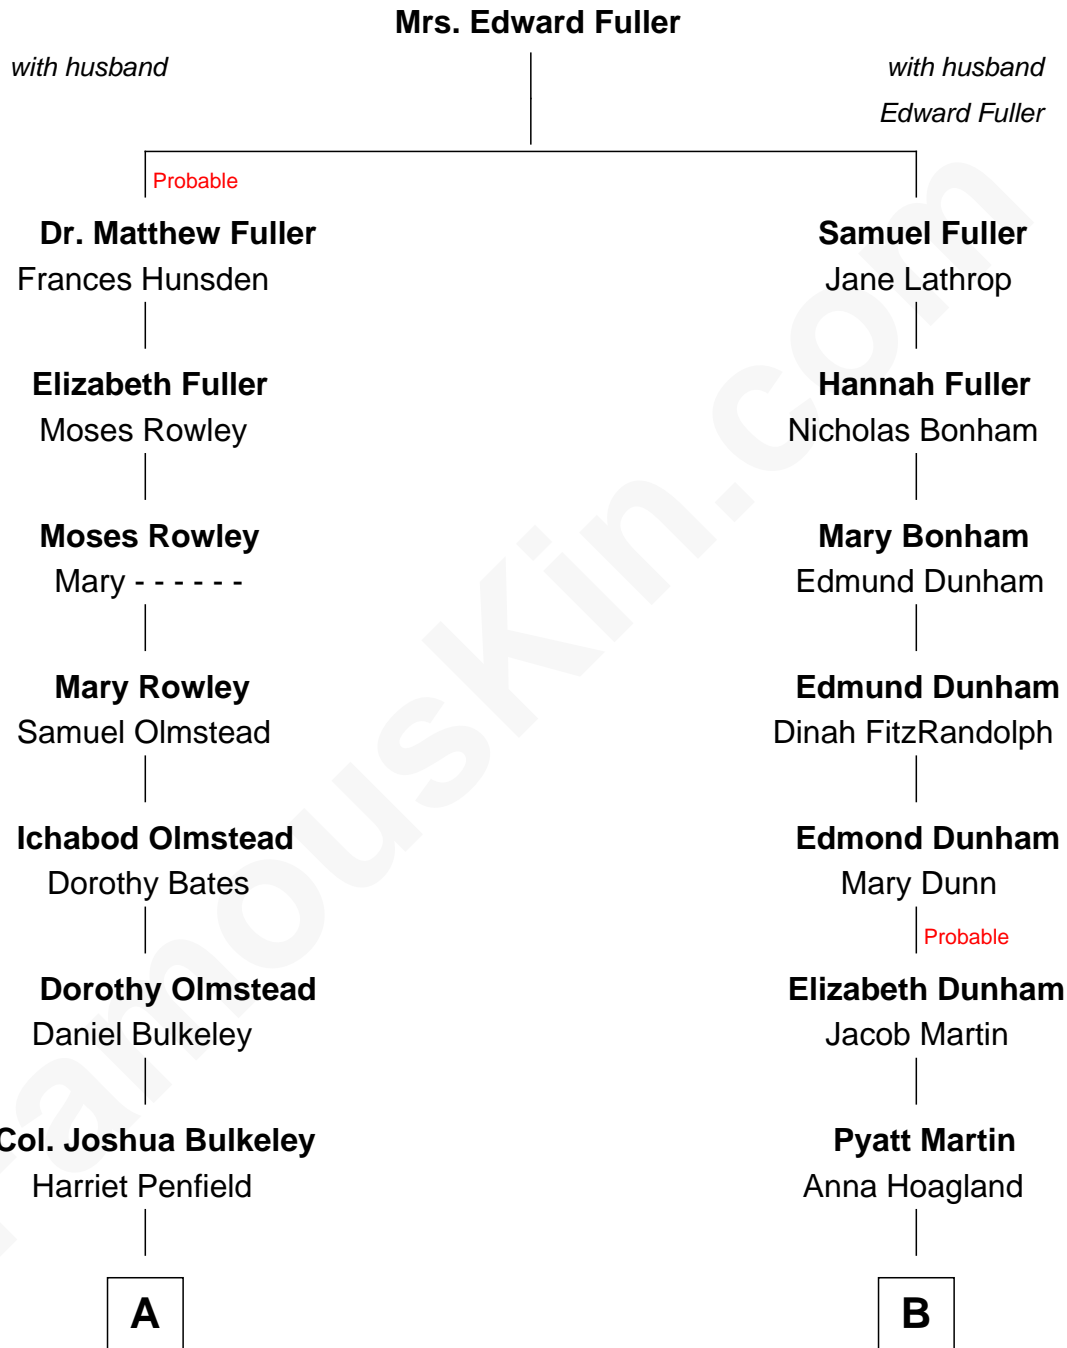 Mrs. Edward Fuller
with husband
with husband
Edward Fuller
Probable
Dr. Matthew Fuller
Frances Hunsden
Samuel Fuller
Jane Lathrop
Elizabeth Fuller
Moses Rowley
Hannah Fuller
Nicholas Bonham
Moses Rowley
Mary - - - - - -
Mary Bonham
Edmund Dunham
Mary Rowley
Samuel Olmstead
Edmund Dunham
Dinah FitzRandolph
Ichabod Olmstead
Dorothy Bates
Edmond Dunham
Mary Dunn
Probable
Dorothy Olmstead
Daniel Bulkeley
Elizabeth Dunham
Jacob Martin
Col. Joshua Bulkeley
Harriet Penfield
Pyatt Martin
Anna Hoagland
A
B
FamousKin.com